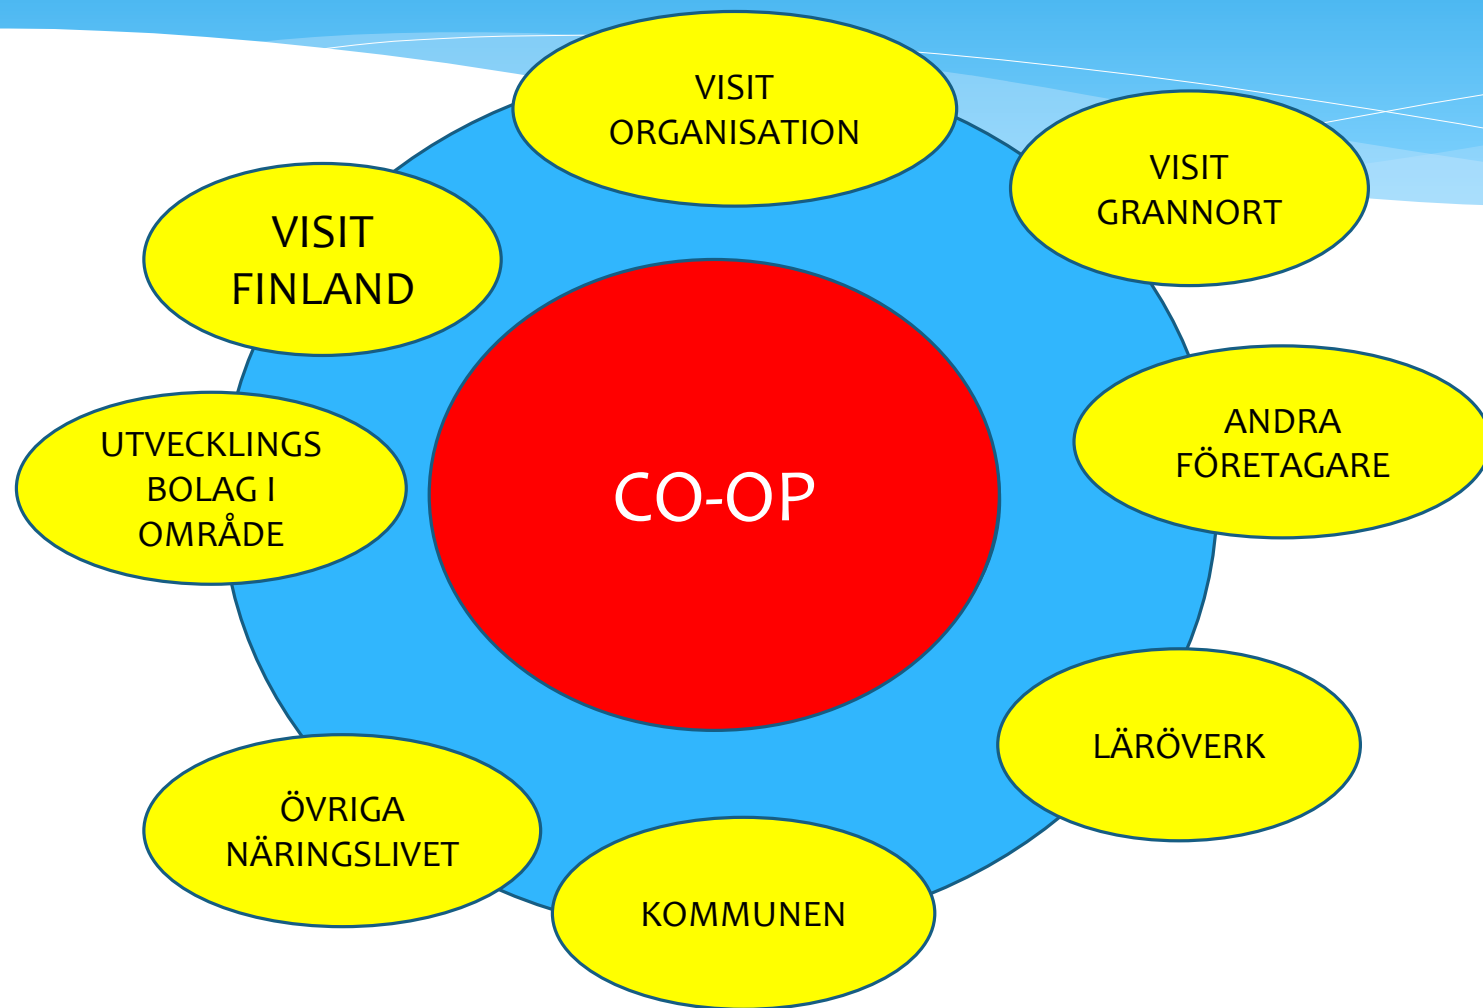 VISIT
ORGANISATION
VISIT
GRANNORT
VISIT
FINLAND
ANDRA
FÖRETAGARE
UTVECKLINGS
BOLAG I
OMRÅDE
CO-OP
LÄRÖVERK
ÖVRIGA
NÄRINGSLIVET
KOMMUNEN